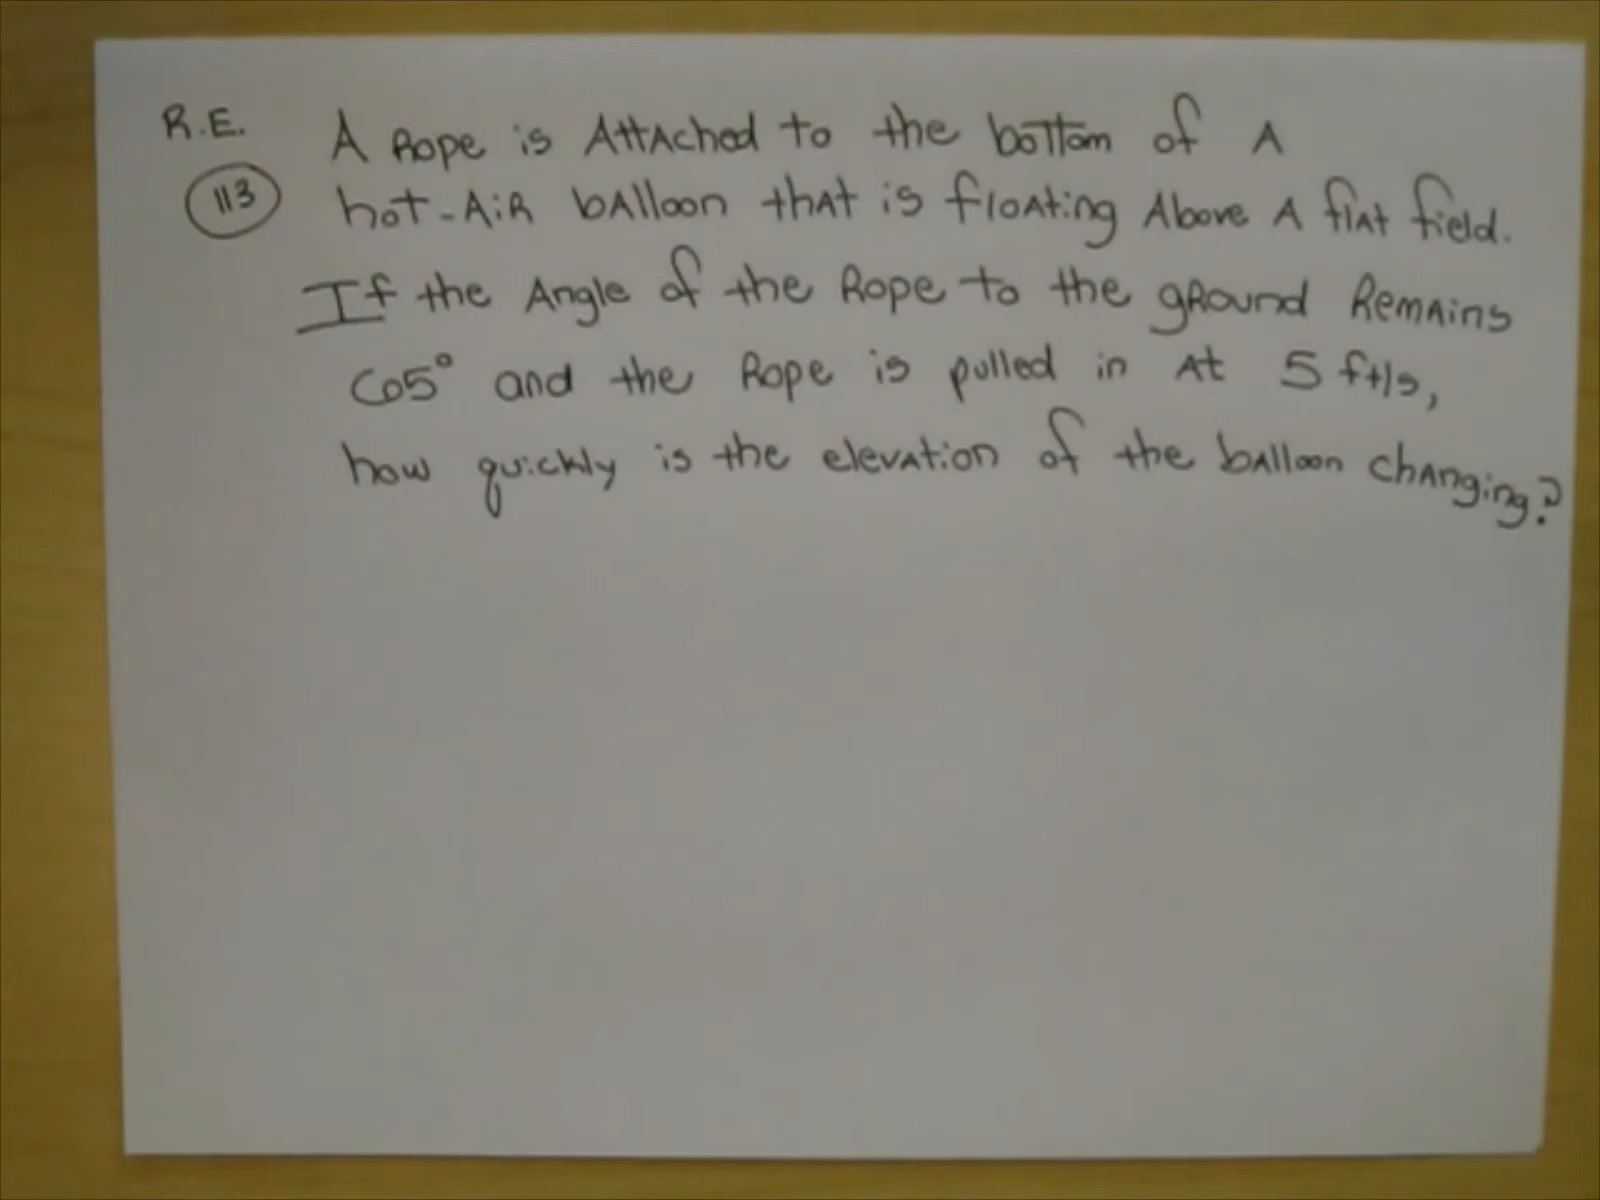 R.E. A Rope is Attached to the bottom of A
113 hot-Air balloon that is floating Above A flat field.
If the Angle of the Rope to the ground Remains
65° and the Rope is pulled in at 5 ft/s,
how quickly is the elevation of the balloon changing?